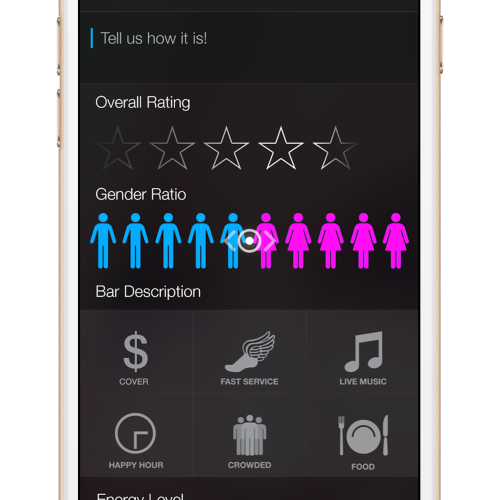 Tell us how it is!
Overall Rating
Gender Ratio
Bar Description
$
COVER
FAST SERVICE
LIVE MUSIC
HAPPY HOUR
CROWDED
FOOD
Energy Level